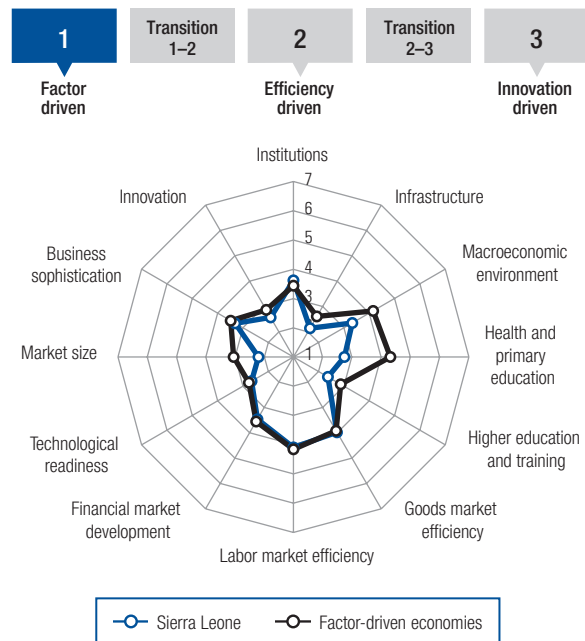 1
Transition
1–2
2
Transition
2–3
3
Factor
driven
Efficiency
driven
Innovation
driven
Institutions
7
6
5
4
3
2
1
Infrastructure
Macroeconomic
environment
Health and
primary
education
Higher education
and training
Goods market
efficiency
Labor market efficiency
Financial market
development
Technological
readiness
Market size
Business
sophistication
Innovation
Sierra Leone
Factor-driven economies